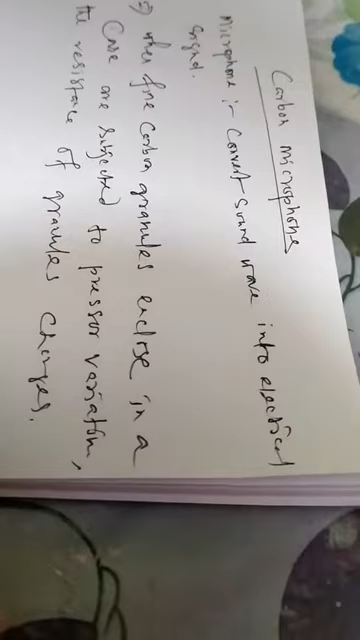 Carbon microphones
Microphone :- Convert sound wave into electrical
signal.
⇒ when fine Carbon granules enclose in a
Case are subjected to pressor variation,
the resistance of granules changes.